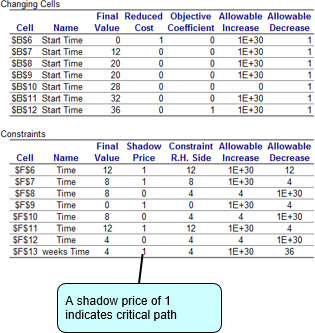 Changing Cells
Final Reduced Objective Allowable Allowable
Cell Name Value Cost Coefficient Increase Decrease
$B$6 Start Time 0 1 0 1E+30 1
$B$7 Start Time 12 0 0 1E+30 1
$B$8 Start Time 20 0 0 1E+30 1
$B$9 Start Time 20 0 0 1E+30 1
$B$10 Start Time 28 0 0 0 1
$B$11 Start Time 32 0 0 1E+30 1
$B$12 Start Time 36 0 1 1E+30 1
Constraints
Final Shadow Constraint Allowable Allowable
Cell Name Value Price R.H. Side Increase Decrease
$F$6 Time 12 1 12 1E+30 12
$F$7 Time 8 1 8 1E+30 4
$F$8 Time 8 0 4 4 1E+30
$F$9 Time 0 1 0 1E+30 4
$F$10 Time 8 0 4 4 1E+30
$F$11 Time 12 1 12 1E+30 4
$F$12 Time 4 0 4 4 1E+30
$F$13 weeks Time 4 1 4 1E+30 36
A shadow price of 1
indicates critical path